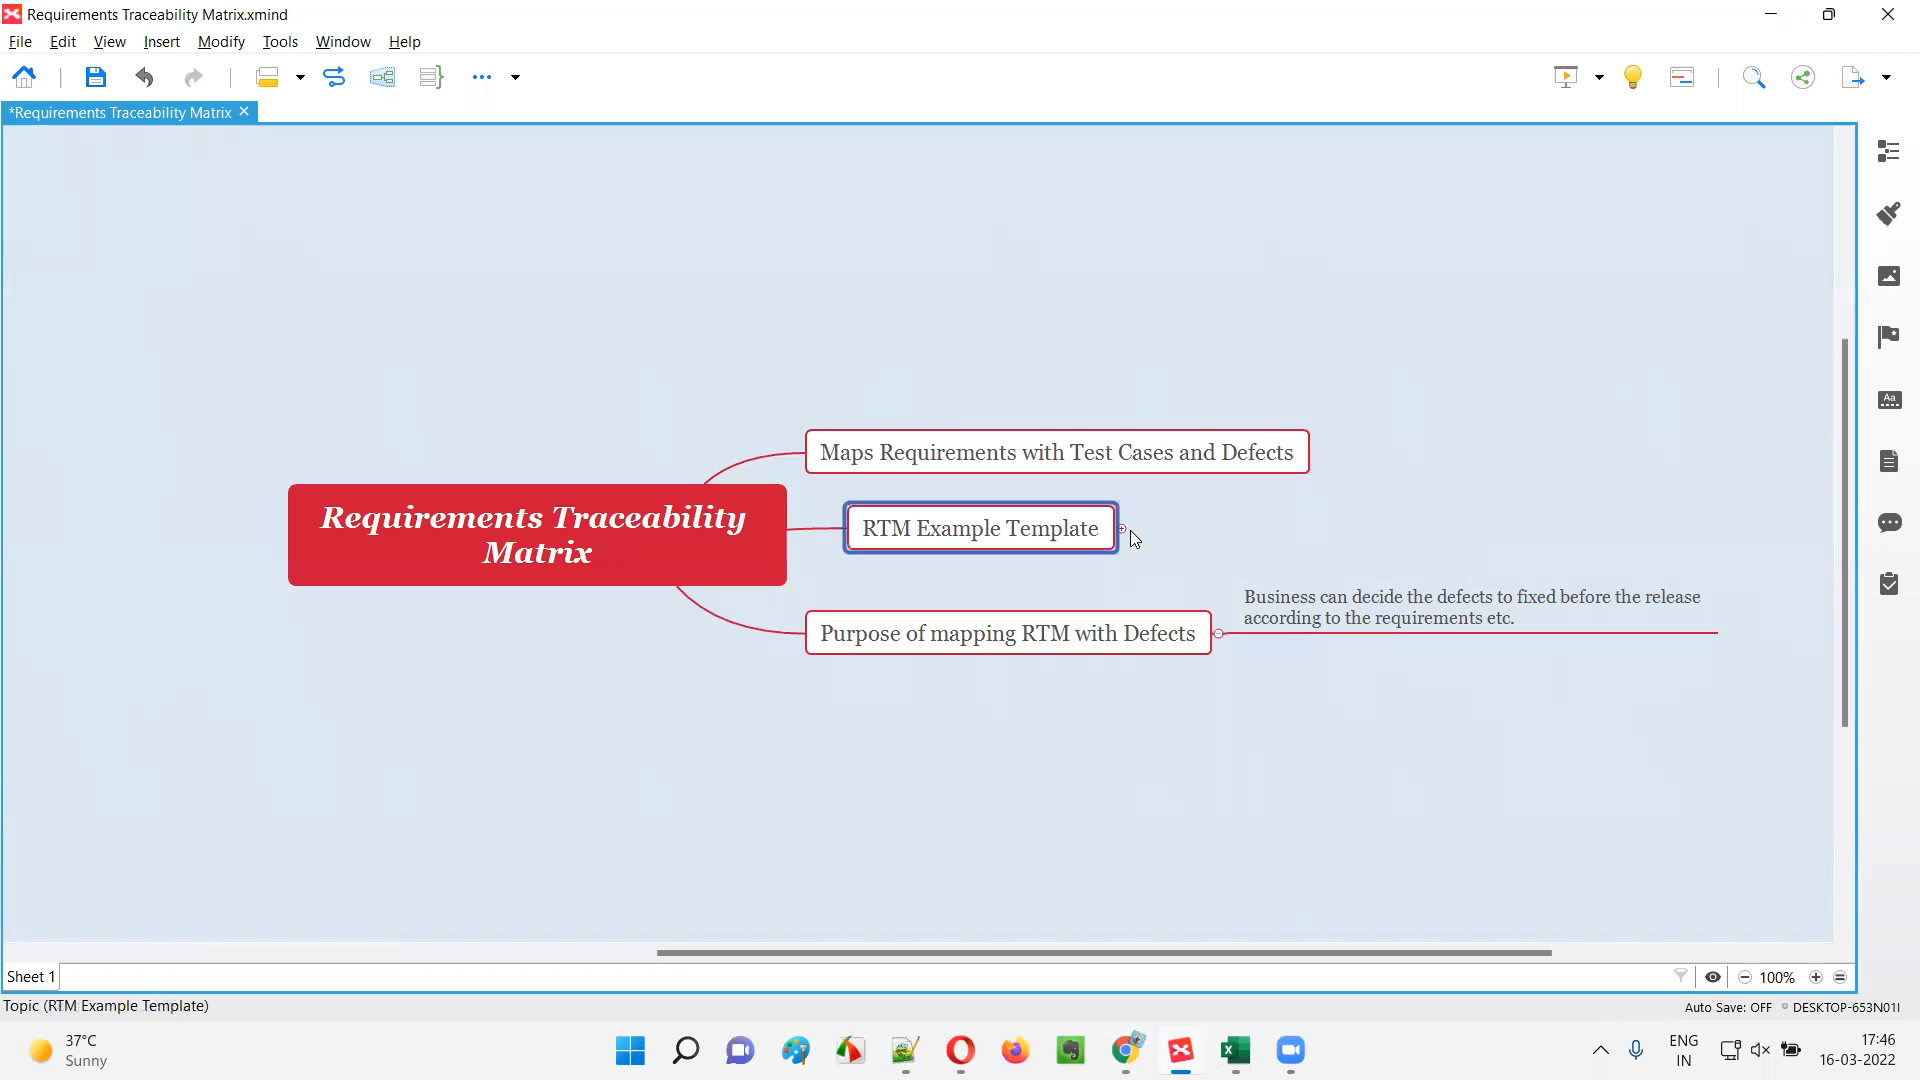 Requirements Traceability Matrix.xmind
File Edit View Insert Modify Tools Window Help
*Requirements Traceability Matrix
Aa
Maps Requirements with Test Cases and Defects
Requirements Traceability
Matrix
RTM Example Template
Business can decide the defects to fixed before the release
according to the requirements etc.
Purpose of mapping RTM with Defects
Sheet 1
100%
Topic (RTM Example Template)
Auto Save: OFF
DESKTOP-653N01I
37°C
Sunny
ENG
IN
17:46
16-03-2022